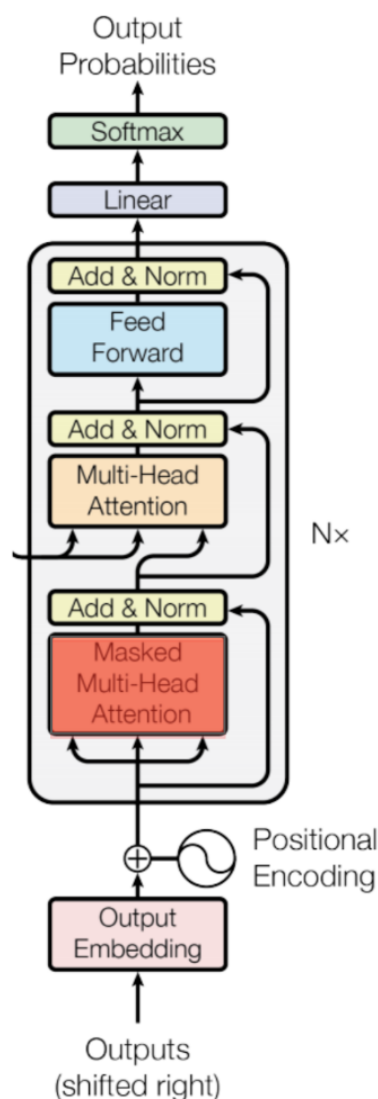 Output
Probabilities
Softmax
Linear
Add & Norm
Feed
Forward
Add & Norm
Multi-Head
Attention
N×
Add & Norm
Masked
Multi-Head
Attention
Positional
Encoding
Output
Embedding
Outputs
(shifted right)